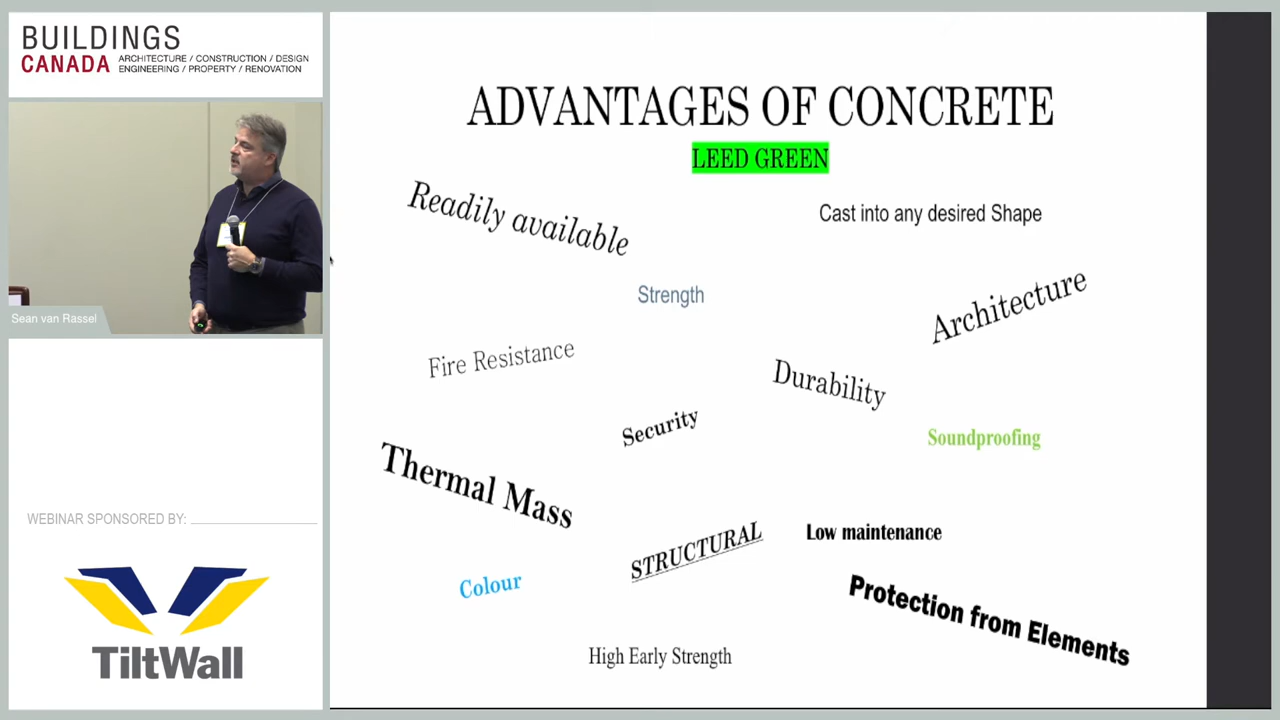 BUILDINGS
CANADA ARCHITECTURE / CONSTRUCTION / DESIGN
ENGINEERING / PROPERTY / RENOVATION
Sean van Rassel
WEBINAR SPONSORED BY:
TiltWall
ADVANTAGES OF CONCRETE
LEED GREEN
Readily available
Cast into any desired Shape
Strength
Architecture
Fire Resistance
Durability
Security
Soundproofing
Thermal Mass
STRUCTURAL
Low maintenance
Colour
Protection from Elements
High Early Strength